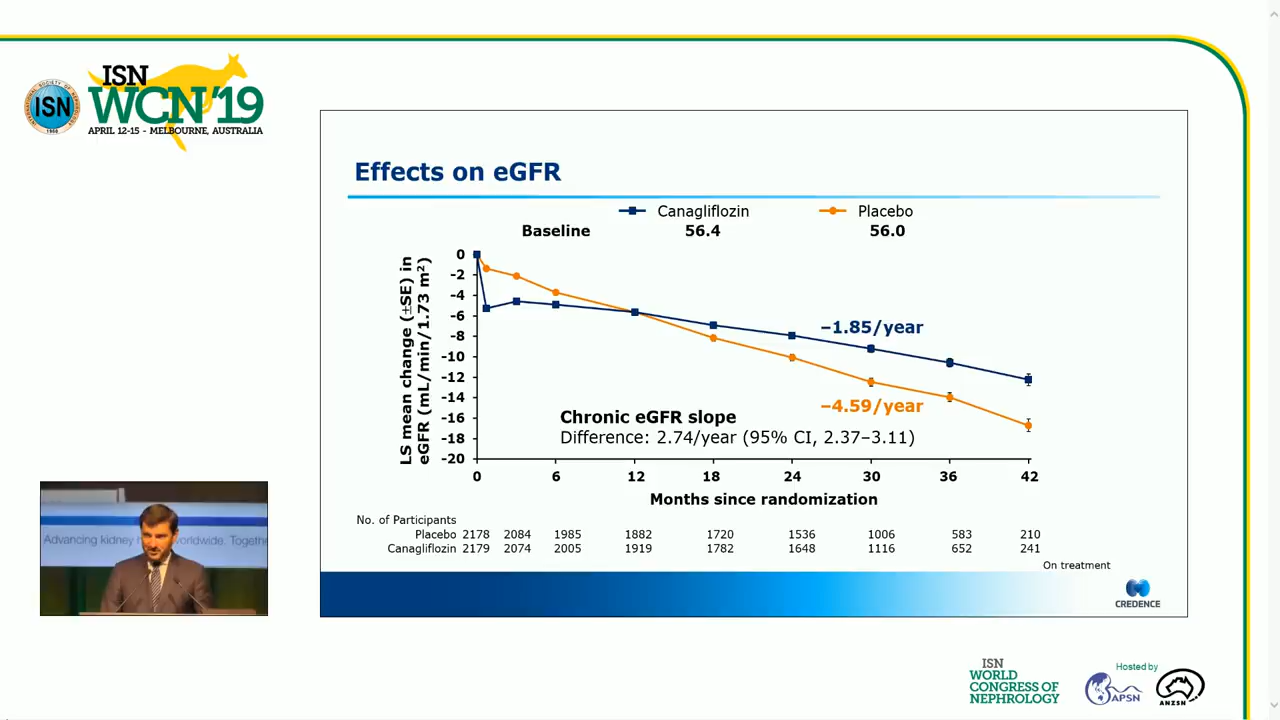 ISN
WCN'19
APRIL 12-15 - MELBOURNE, AUSTRALIA
ISN
Effects on eGFR
Canagliflozin Placebo
Baseline 56.4 56.0
LS mean change (±SE) in
eGFR (mL/min/1.73 m²)
0
-2
-4
-6
-8
-10
-12
-14
-16
-18
-20
–1.85/year
–4.59/year
Chronic eGFR slope
Difference: 2.74/year (95% CI, 2.37–3.11)
0 6 12 18 24 30 36 42
Months since randomization
No. of Participants
Placebo 2178 2084 1985 1882 1720 1536 1006 583 210
Canagliflozin 2179 2074 2005 1919 1782 1648 1116 652 241
On treatment
CREDENCE
Advancing kidney worldwide. Togethe
ISN
WORLD
CONGRESS OF
NEPHROLOGY
Hosted by
APSN
ANZSN